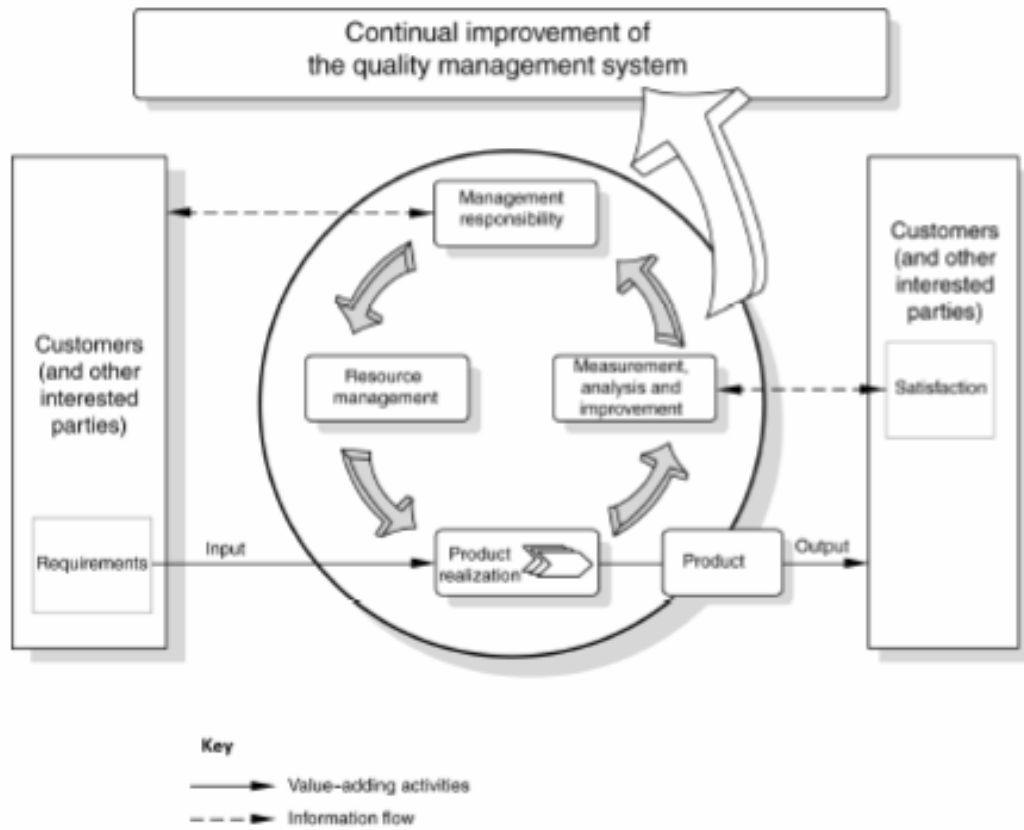 Continual improvement of
the quality management system
Management
responsibility
Customers
(and other
interested
parties)
Customers
(and other
interested
parties)
Resource
management
Measurement,
analysis and
improvement
Satisfaction
Requirements
Input
Product
realization
Product
Output
Key
Value-adding activities
Information flow